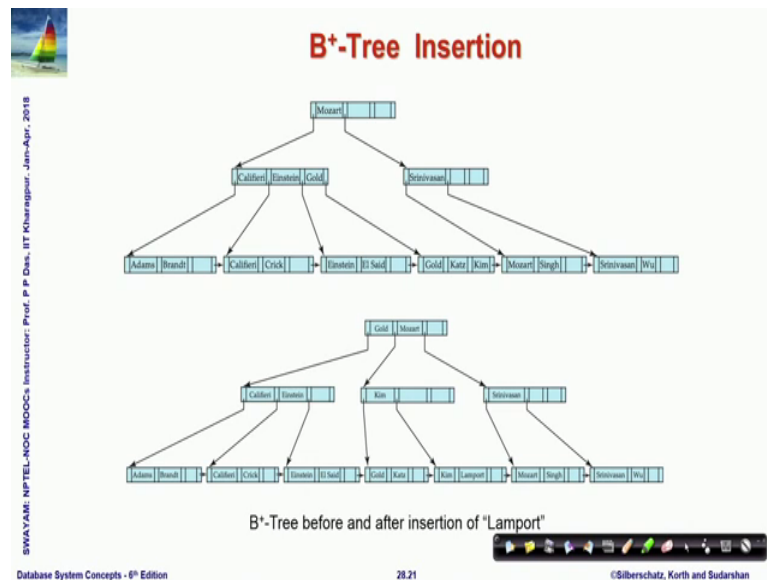 B+-Tree Insertion
SWAYAM: NPTEL-NOC MOOCs Instructor: Prof. P P Das, IIT Kharagpur. Jan-Apr, 2018
Mozart
Califieri Einstein Gold Srinivasan
Adams Brandt Califieri Crick Einstein El Said Gold Katz Kim Mozart Singh Srinivasan Wu
Gold Mozart
Califieri Einstein Kim Srinivasan
Adams Brandt Califieri Crick Einstein El Said Gold Katz Kim Lamport Mozart Singh Srinivasan Wu
B+-Tree before and after insertion of “Lamport”
Database System Concepts - 6th Edition 28.21 ©Silberschatz, Korth and Sudarshan